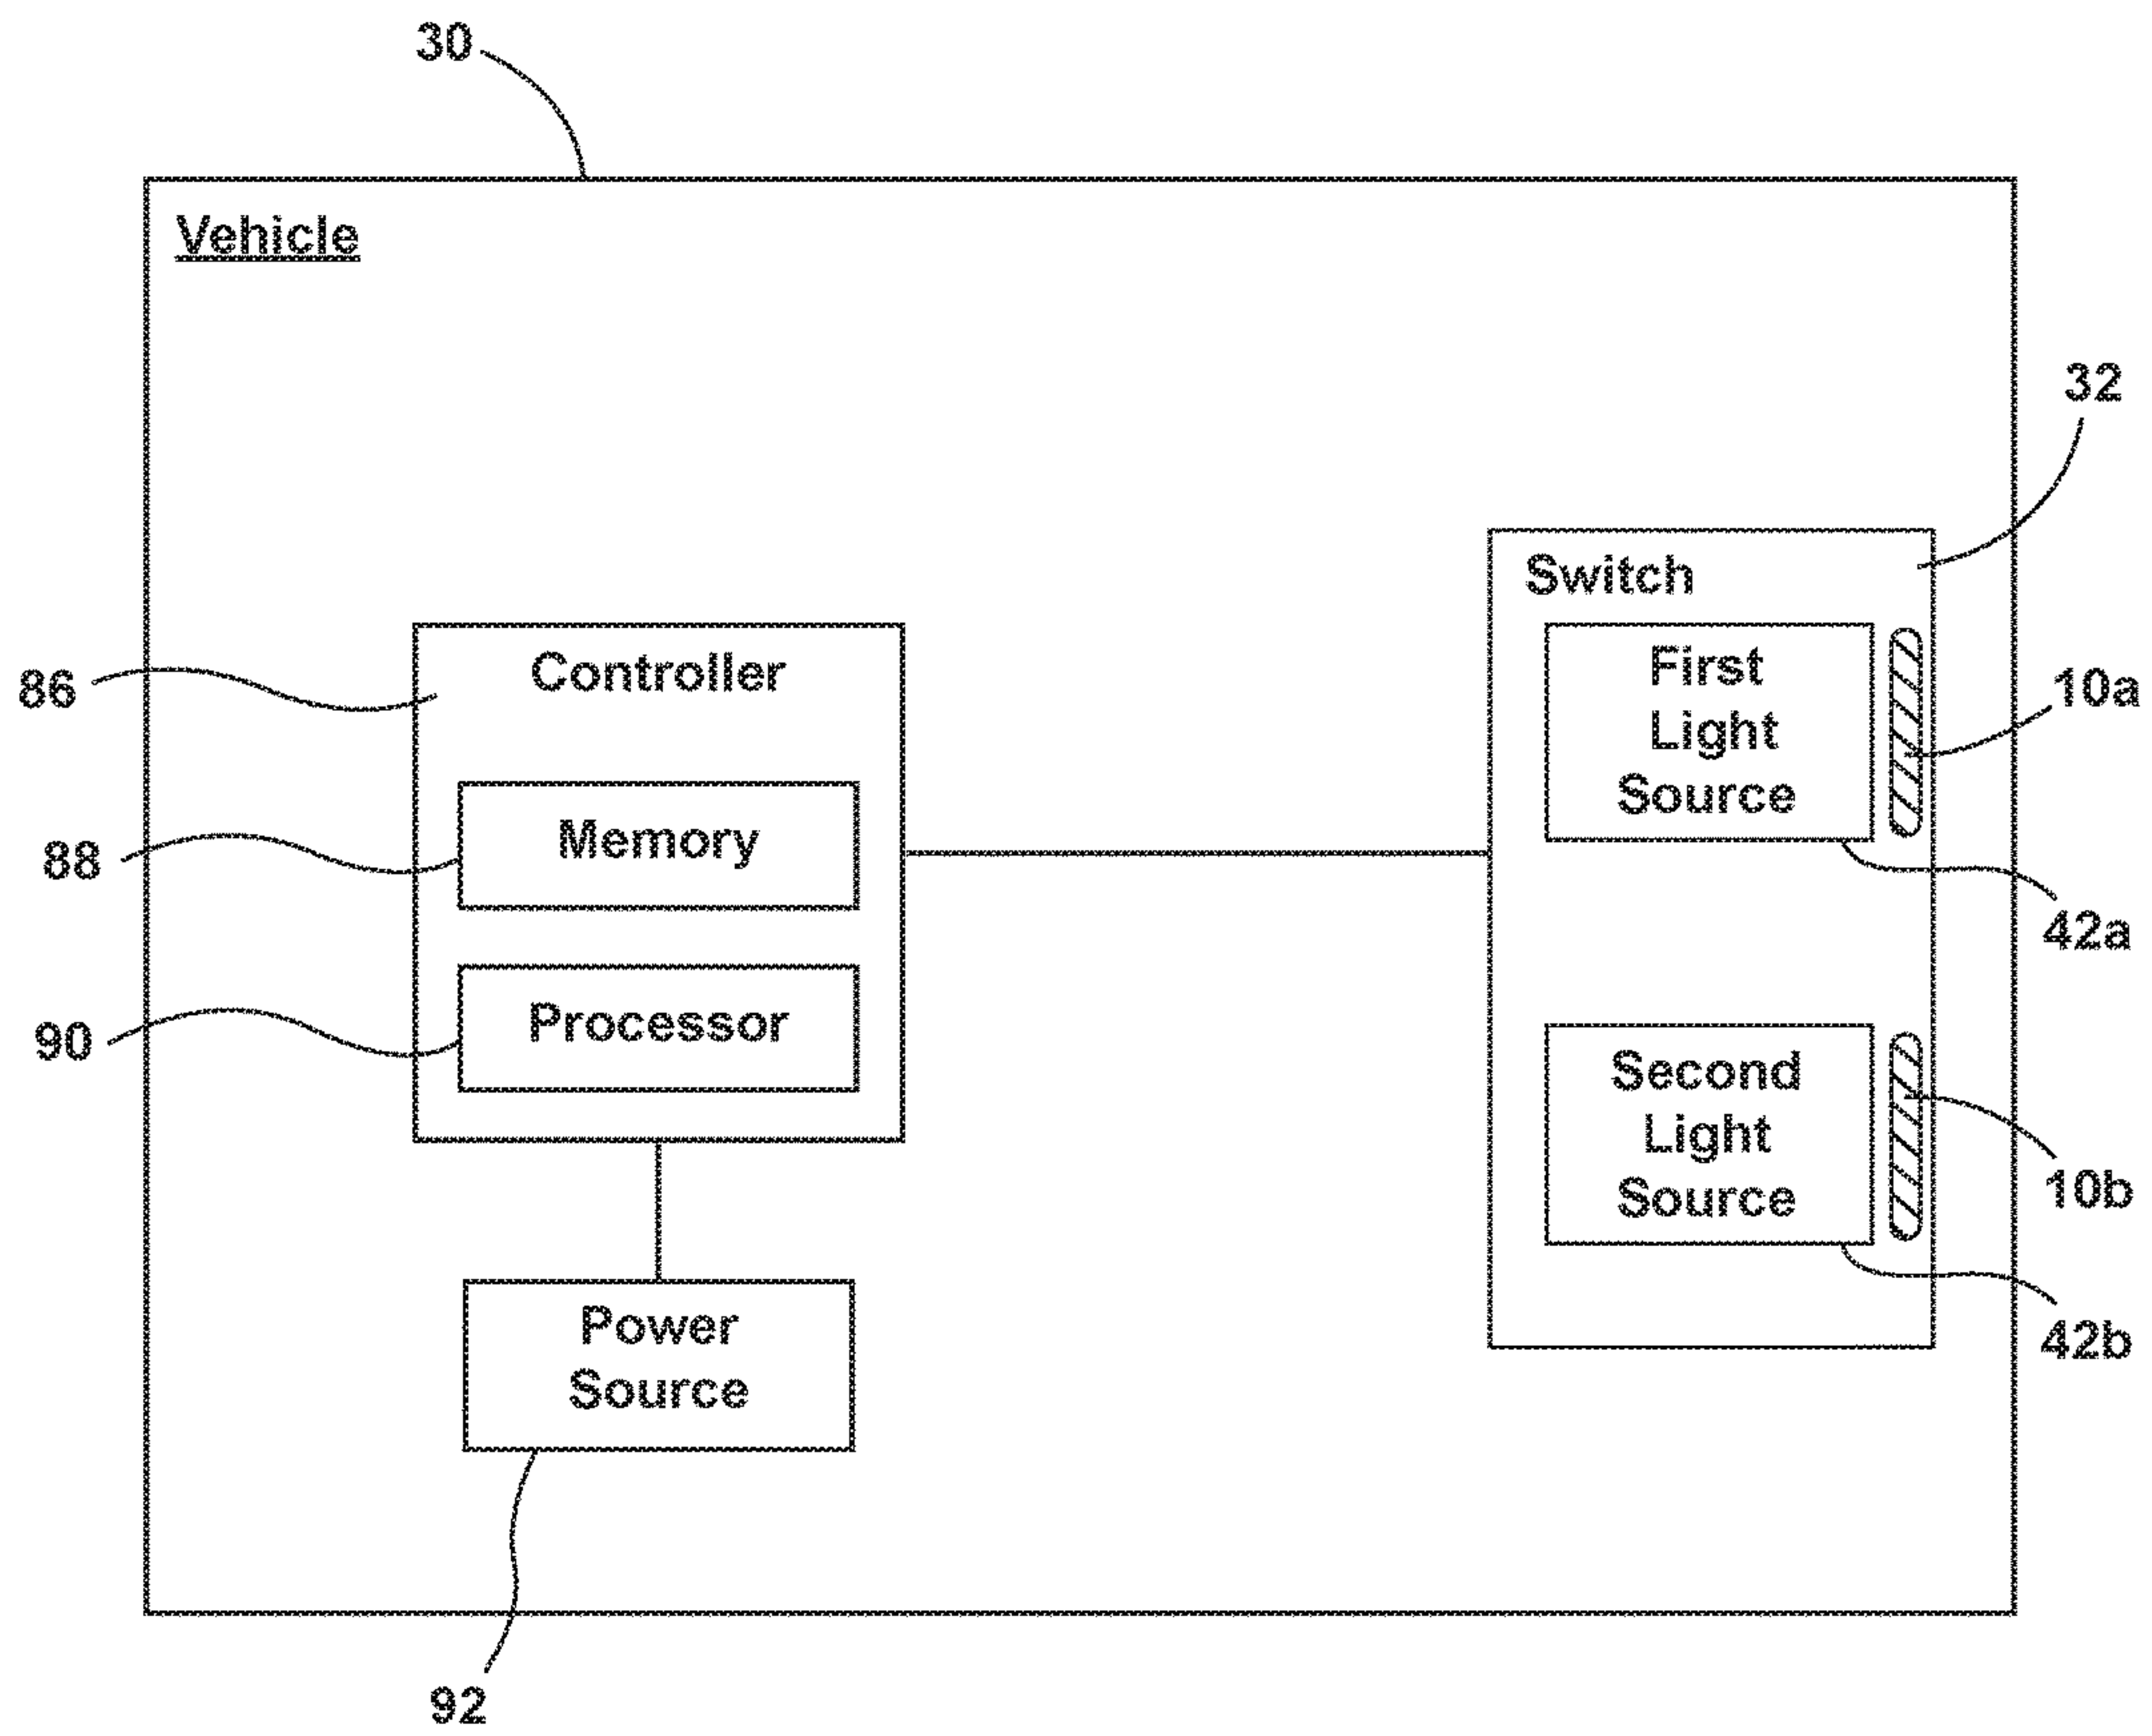 30
Vehicle
32
Switch
Controller
86
First
Light
Source
10a
Memory
88
42a
Processor
90
Second
Light
Source
10b
Power
Source
42b
92